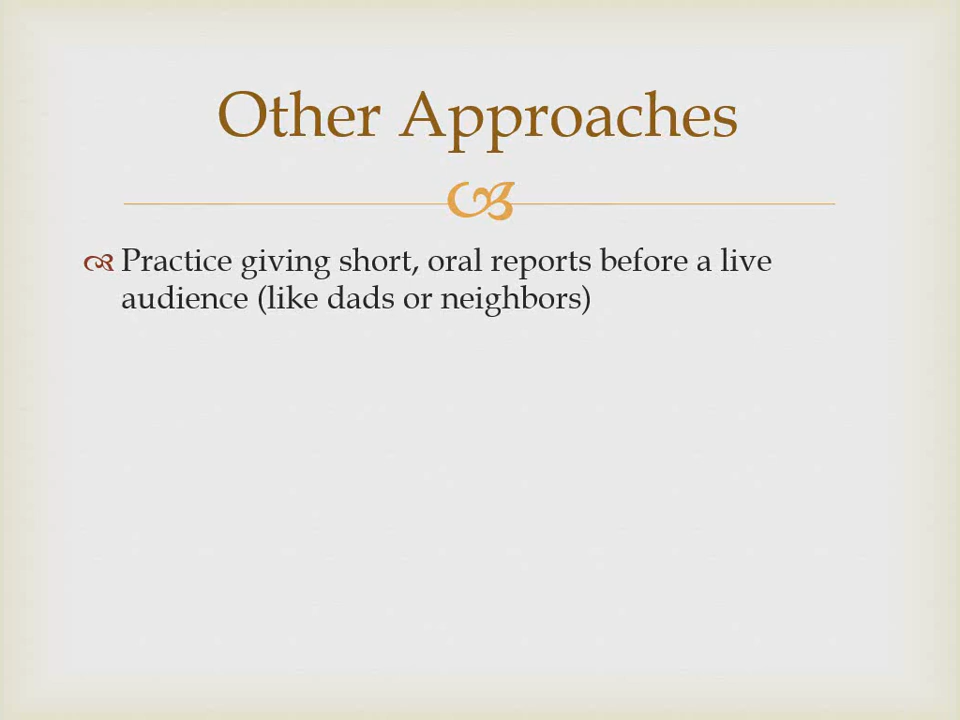 Other Approaches
Practice giving short, oral reports before a live
audience (like dads or neighbors)